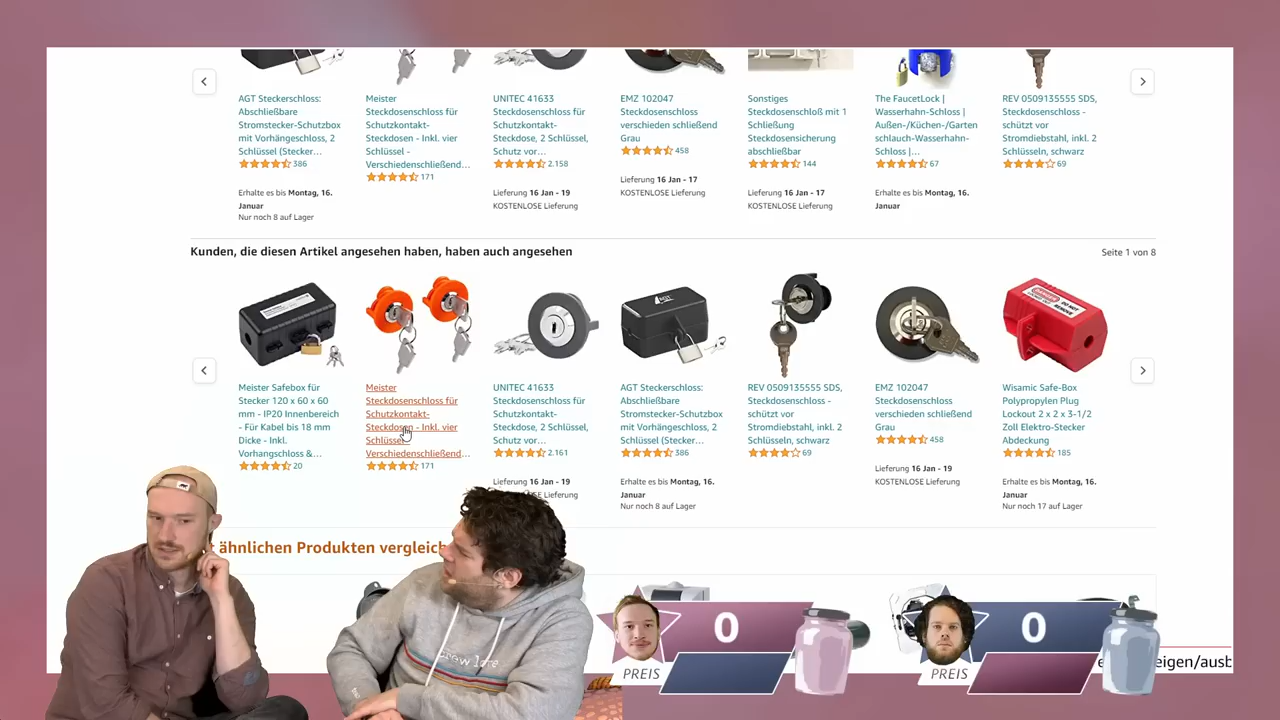 AGT Steckerschloss:
Abschließbare
Stromstecker-Schutzbox
mit Vorhängeschloss, 2
Schlüssel (Stecker...
386
Erhalte es bis Montag, 16.
Januar
Nur noch 8 auf Lager
Meister
Steckdosenschloss für
Schutzkontakt-
Steckdosen - Inkl. vier
Schlüssel -
Verschiedenschließend...
171
UNITEC 41633
Steckdosenschloss für
Schutzkontakt-
Steckdose, 2 Schlüssel,
Schutz vor...
2.158
Lieferung 16 Jan - 19
KOSTENLOSE Lieferung
EMZ 102047
Steckdosenschloss
verschieden schließend
Grau
458
Lieferung 16 Jan - 17
KOSTENLOSE Lieferung
Sonstiges
Steckdosenschloß mit 1
Schließung
Steckdosensicherung
abschließbar
144
Lieferung 16 Jan - 17
KOSTENLOSE Lieferung
The FaucetLock |
Wasserhahn-Schloss |
Außen-/Küchen-/Garten
schlauch-Wasserhahn-
Schloss |...
67
Erhalte es bis Montag, 16.
Januar
REV 0509135555 SDS,
Steckdosenschloss -
schützt vor
Stromdiebstahl, inkl. 2
Schlüsseln, schwarz
69
Kunden, die diesen Artikel angesehen haben, haben auch angesehen
Seite 1 von 8
Meister Safebox für
Stecker 120 x 60 x 60
mm - IP20 Innenbereich
- Für Kabel bis 18 mm
Dicke - Inkl.
Vorhangschloss &...
20
Meister
Steckdosenschloss für
Schutzkontakt-
Steckdosen - Inkl. vier
Schlüssel
Verschiedenschließend...
171
UNITEC 41633
Steckdosenschloss für
Schutzkontakt-
Steckdose, 2 Schlüssel,
Schutz vor...
2.161
Lieferung 16 Jan - 19
Lieferung
AGT
AGT Steckerschloss:
Abschließbare
Stromstecker-Schutzbox
mit Vorhängeschloss, 2
Schlüssel (Stecker...
386
Erhalte es bis Montag, 16.
Januar
Nur noch 8 auf Lager
REV 0509135555 SDS,
Steckdosenschloss -
schützt vor
Stromdiebstahl, inkl. 2
Schlüsseln, schwarz
69
EMZ 102047
Steckdosenschloss
verschieden schließend
Grau
458
Lieferung 16 Jan - 19
KOSTENLOSE Lieferung
DANGER
DO NOT
REMOVE
Wisamic Safe-Box
Polypropylen Plug
Lockout 2 x 2 x 3-1/2
Zoll Elektro-Stecker
Abdeckung
185
Erhalte es bis Montag, 16.
Januar
Nur noch 17 auf Lager
ähnlichen Produkten vergleich
0
PREIS
0
PREIS
eigen/ausb